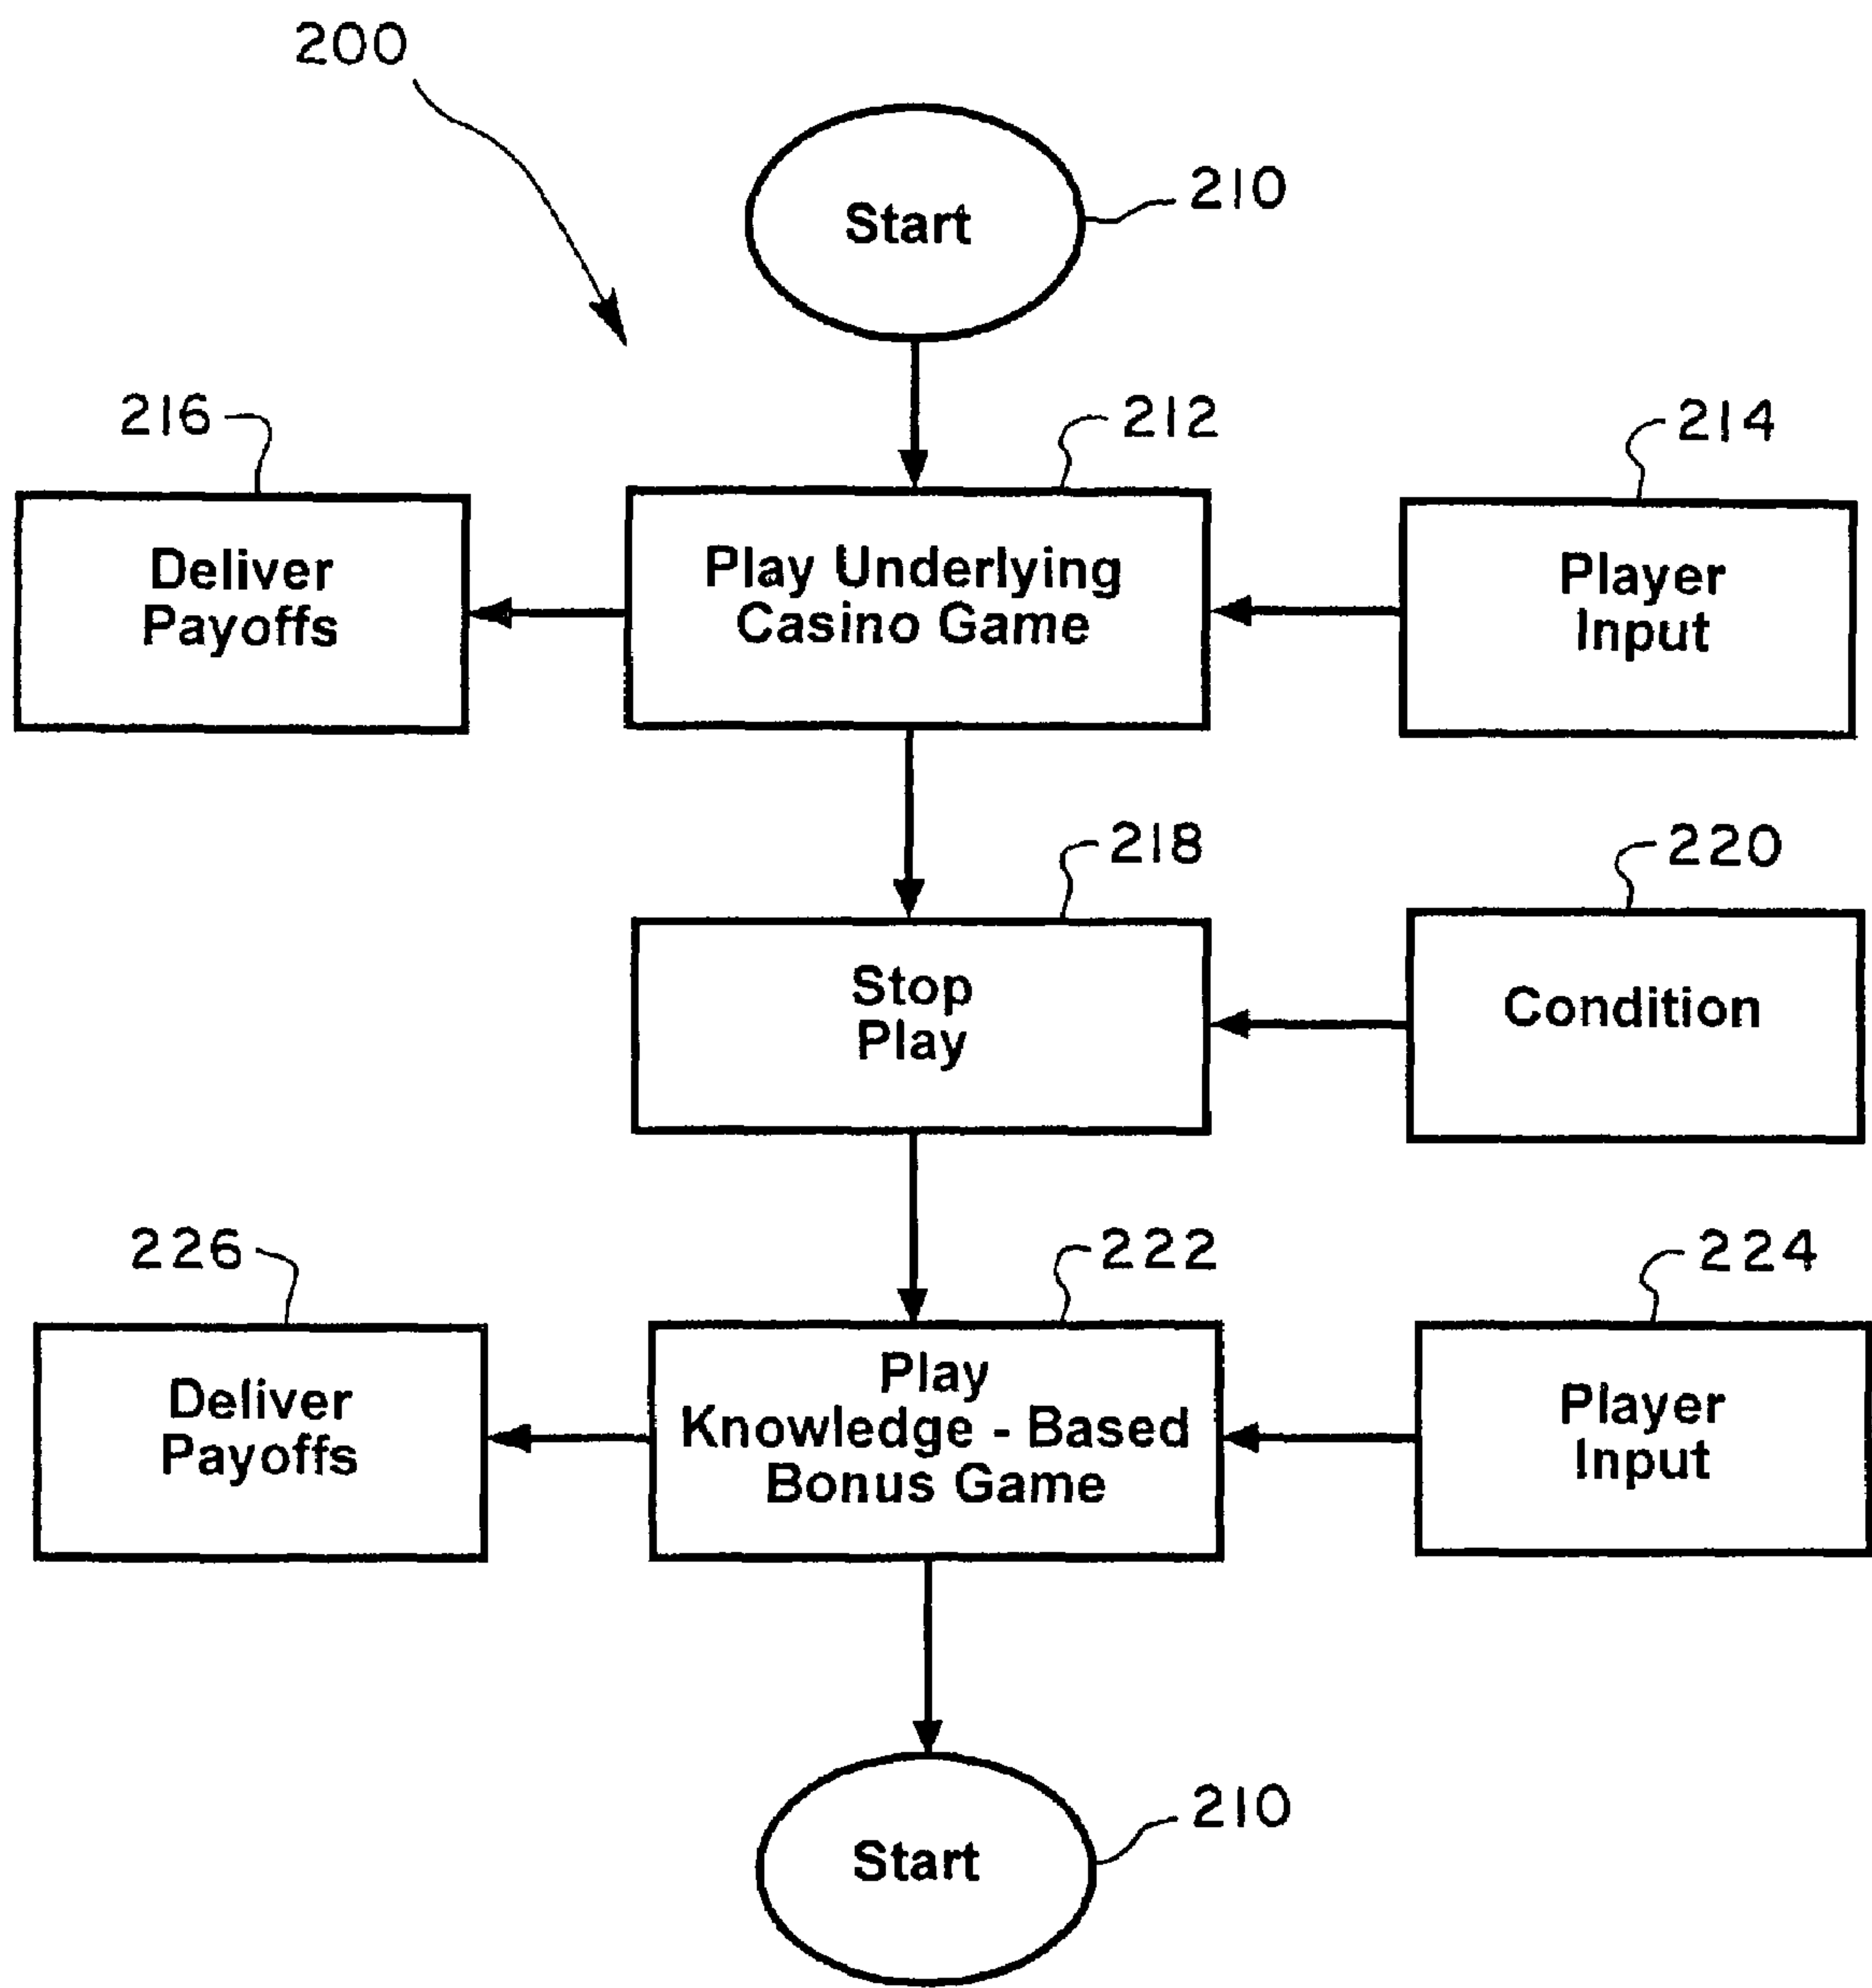 200
Start
210
216
212
214
Deliver
Payoffs
Play Underlying
Casino Game
Player
Input
218
220
Stop
Play
Condition
226
222
224
Deliver
Payoffs
Play
Knowledge - Based
Bonus Game
Player
Input
Start
210